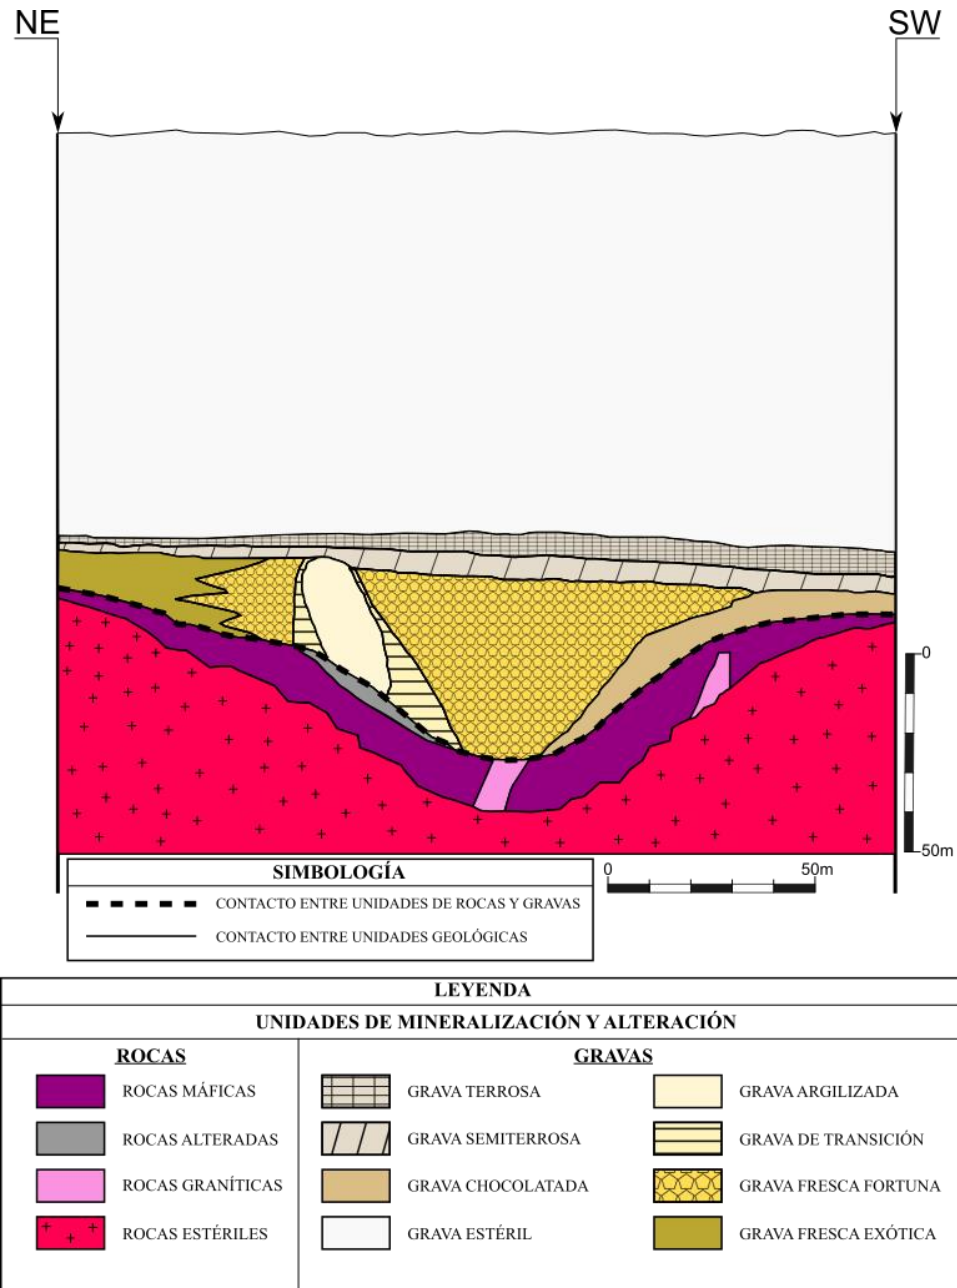 NE SW
0
50m
0 50m
SIMBOLOGÍA
CONTACTO ENTRE UNIDADES DE ROCAS Y GRAVAS
CONTACTO ENTRE UNIDADES GEOLÓGICAS
LEYENDA
UNIDADES DE MINERALIZACIÓN Y ALTERACIÓN
ROCAS
ROCAS MÁFICAS
ROCAS ALTERADAS
ROCAS GRANÍTICAS
ROCAS ESTÉRILES
GRAVAS
GRAVA TERROSA
GRAVA SEMITERROSA
GRAVA CHOCOLATADA
GRAVA ESTÉRIL
GRAVA ARGILIZADA
GRAVA DE TRANSICIÓN
GRAVA FRESCA FORTUNA
GRAVA FRESCA EXÓTICA